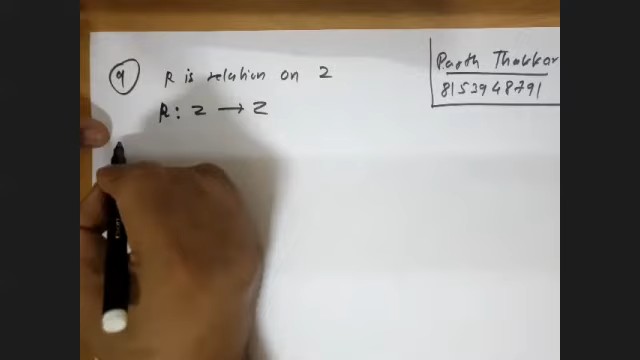 9 R is relation on Z
R: Z → Z
Parth Thakkar
8153948791